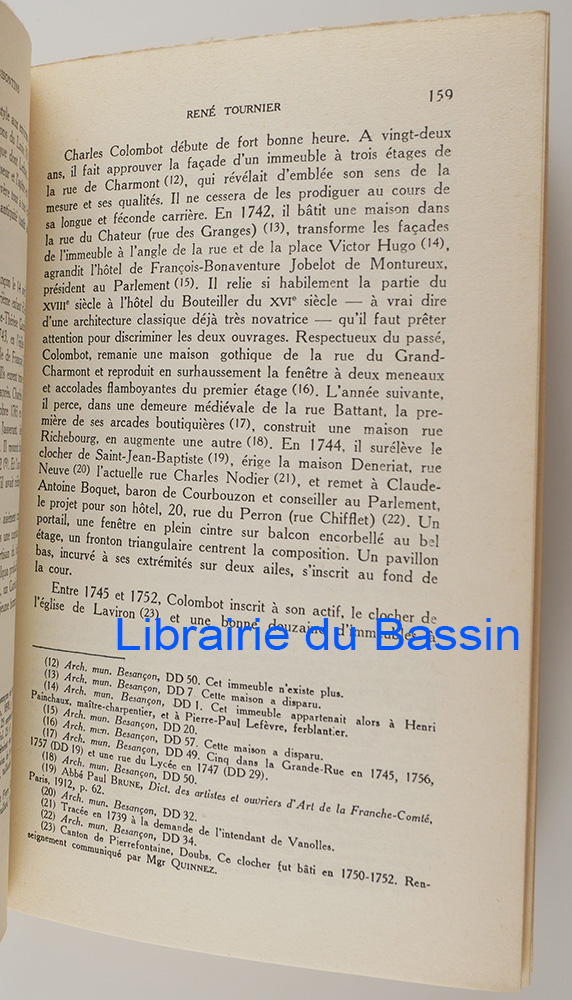 RENÉ TOURNIER
159
Charles Colombot débute de fort bonne heure. A vingt-deux
ans, il fait approuver la façade d'un immeuble à trois étages de
la rue de Charmont (12), qui révélait d'emblée son sens de la
mesure et ses qualités. Il ne cessera de les prodiguer au cours de
sa longue et féconde carrière. En 1742, il bâtit une maison dans
la rue du Chateur (rue des Granges) (13), transforme les façades
de l'immeuble à l'angle de la rue et de la place Victor Hugo (14),
agrandit l'hôtel de François-Bonaventure Jobelot de Montureux,
président au Parlement (15). Il relie si habilement la partie du
XVIIIe siècle à l'hôtel du Bouteiller du XVIe siècle — à vrai dire
d'une architecture classique déjà très novatrice — qu'il faut prêter
attention pour discriminer les deux ouvrages. Respectueux du passé,
Colombot, remanie une maison gothique de la rue du Grand-
Charmont et reproduit en surhaussement la fenêtre à deux meneaux
et accolades flamboyantes du premier étage (16). L'année suivante,
il perce, dans une demeure médiévale de la rue Battant, la pre-
mière de ses arcades boutiquières (17), construit une maison rue
Richebourg, en augmente une autre (18). En 1744, il surélève le
clocher de Saint-Jean-Baptiste (19), érige la maison Deneriat, rue
Neuve (20) l'actuelle rue Charles Nodier (21), et remet à Claude-
Antoine Boquet, baron de Courbouzon et conseiller au Parlement,
le projet pour son hôtel, 20, rue du Perron (rue Chifflet) (22). Un
portail, une fenêtre en plein cintre sur balcon encorbellé au bel
étage, un fronton triangulaire centrent la composition. Un pavillon
bas, incurvé à ses extrémités sur deux ailes, s'inscrit au fond de
la cour.
Entre 1745 et 1752, Colombot inscrit à son actif, le clocher de
l'église de Laviron (23) et une bonne douzaine d'immeubles à
Librairie du Bassin
(12) Arch. mun. Besançon, DD 50. Cet immeuble n'existe plus.
(13) Arch. mun. Besançon, DD 7. Cette maison a disparu.
(14) Arch. mun. Besançon, DD 1. Cet immeuble appartenait alors à Henri
Painchaux, maître-charpentier, et à Pierre-Paul Lefèvre, ferblantier.
(15) Arch. mun. Besançon, DD 20.
(16) Arch. mun. Besançon, DD 57. Cette maison a disparu.
(17) Arch. mun. Besançon, DD 49. Cinq dans la Grande-Rue en 1745, 1756,
1757 (DD 19) et une rue du Lycée en 1747 (DD 29).
(18) Arch. mun. Besançon, DD 50.
(19) Abbé Paul BRUNE, Dict. des artistes et ouvriers d'Art de la Franche-Comté,
Paris, 1912, p. 62.
(20) Arch. mun. Besançon, DD 32.
(21) Tracée en 1739 à la demande de l'intendant de Vanolles.
(22) Arch. mun. Besançon, DD 34.
(23) Canton de Pierrefontaine, Doubs. Ce clocher fut bâti en 1750-1752. Ren-
seignement communiqué par Mgr QUINNEZ.